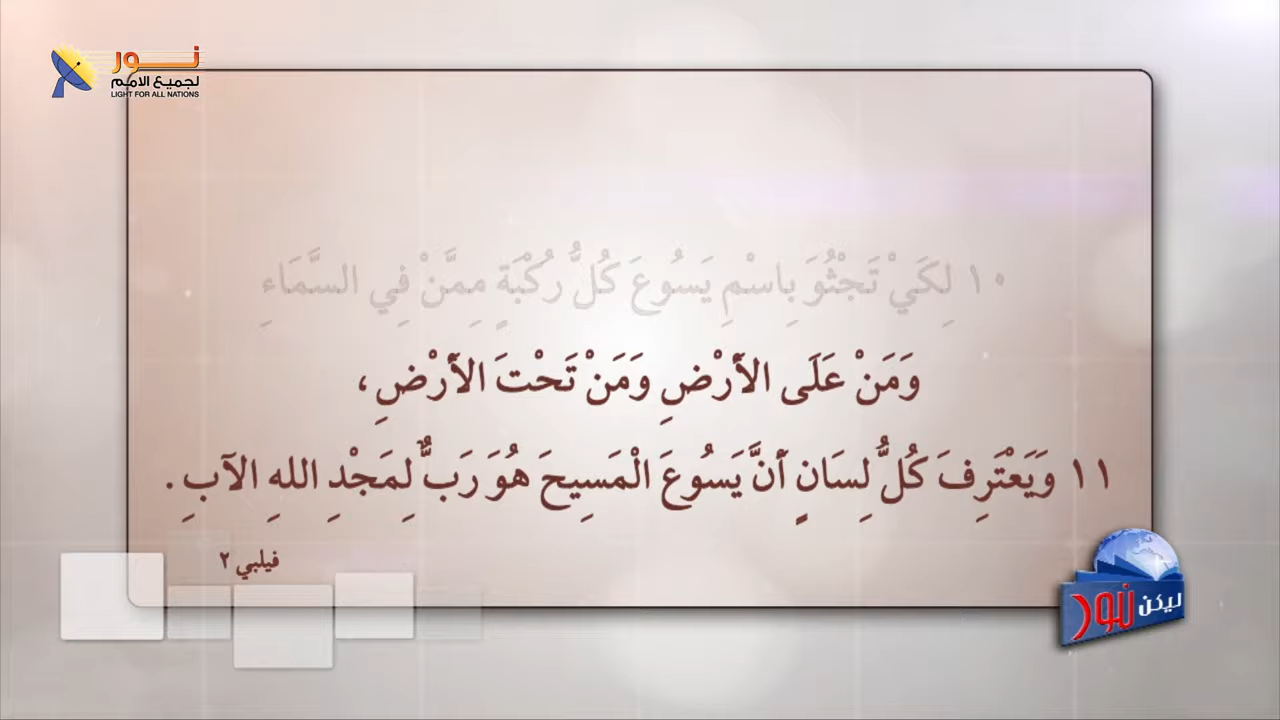 نور
لجميع الامم
LIGHT FOR ALL NATIONS
١٠ لِكَيْ تَجْثُوَ بِاسْمِ يَسُوعَ كُلُّ رُكْبَةٍ مِمَّنْ فِي السَّمَاءِ
وَمَنْ عَلَى الأَرْضِ وَمَنْ تَحْتَ الأَرْضِ،
١١ وَيَعْتَرِفَ كُلُّ لِسَانٍ أَنَّ يَسُوعَ الْمَسِيحَ هُوَ رَبٌّ لِمَجْدِ اللهِ الآبِ.
فيلبي ٢
ليكن نور